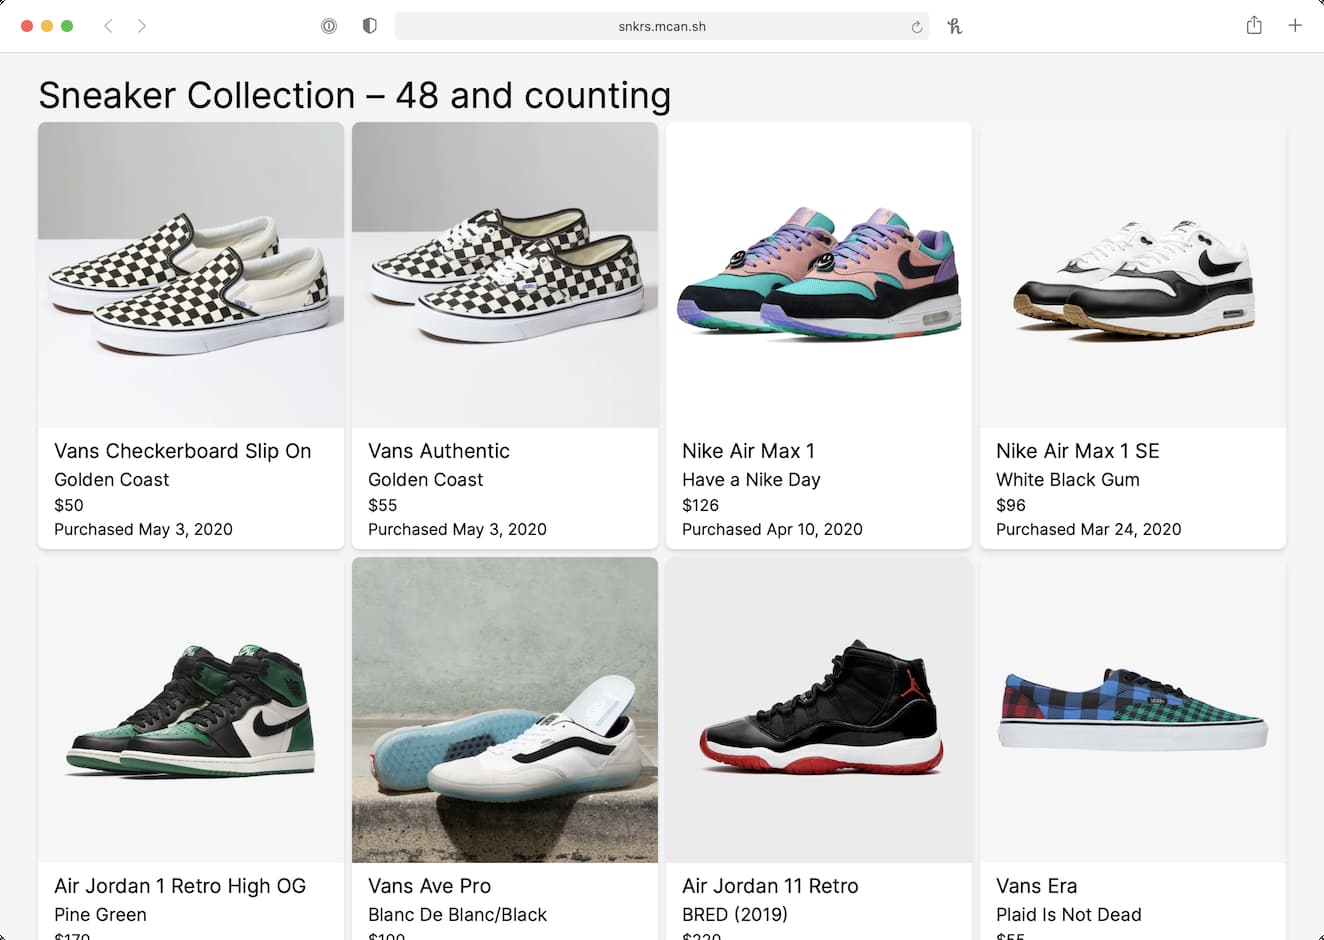 snkrs.mcan.sh
Sneaker Collection – 48 and counting
Vans Checkerboard Slip On
Golden Coast
$50
Purchased May 3, 2020
Vans Authentic
Golden Coast
$55
Purchased May 3, 2020
Nike Air Max 1
Have a Nike Day
$126
Purchased Apr 10, 2020
Nike Air Max 1 SE
White Black Gum
$96
Purchased Mar 24, 2020
Air Jordan 1 Retro High OG
Pine Green
$170
Vans Ave Pro
Blanc De Blanc/Black
$100
Air Jordan 11 Retro
BRED (2019)
$220
Vans Era
Plaid Is Not Dead
$55